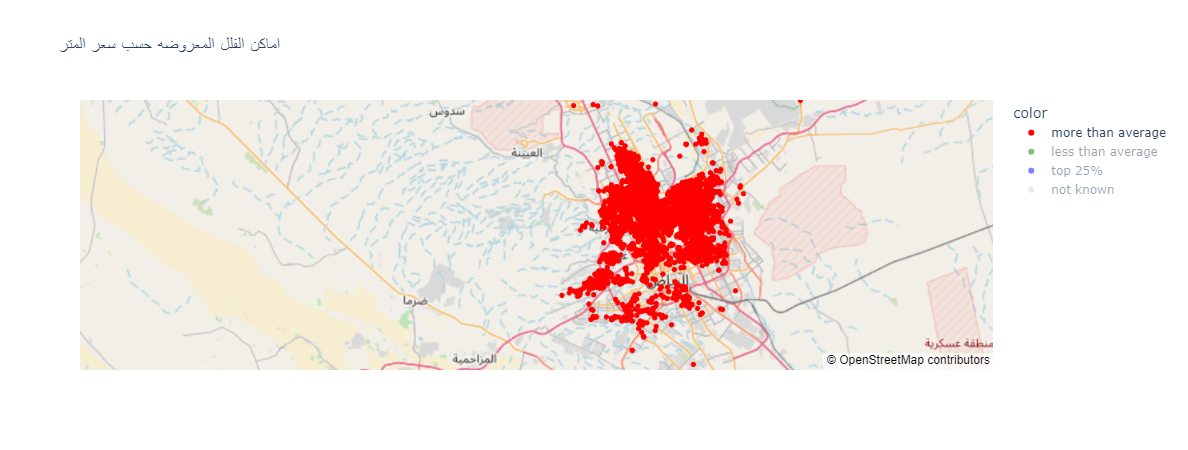 اماكن الفلل المعروضه حسب سعر المتر
سدوس
العيينة
ضرما
المزاحمية
منطقة عسكرية
© OpenStreetMap contributors
color
more than average
less than average
top 25%
not known